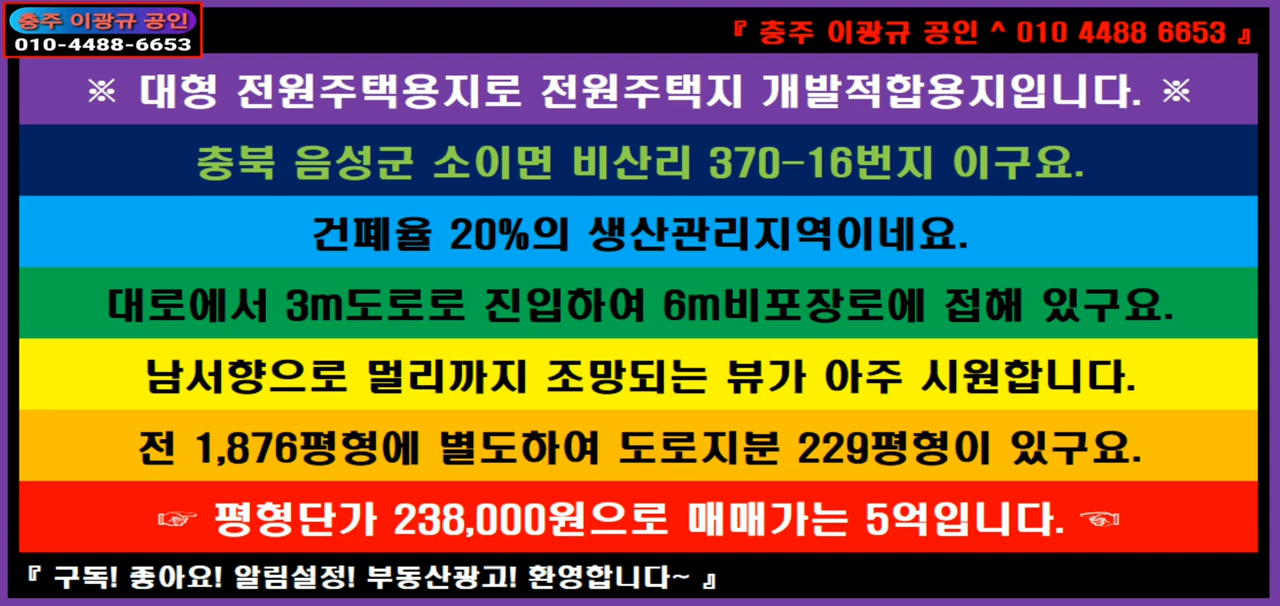 충주 이광규 공인
010-4488-6653
『 충주 이광규 공인 ^ 010 4488 6653 』
※ 대형 전원주택용지로 전원주택지 개발적합용지입니다. ※
충북 음성군 소이면 비산리 370-16번지 이구요.
건폐율 20%의 생산관리지역이네요.
대로에서 3m도로로 진입하여 6m비포장로에 접해 있구요.
남서향으로 멀리까지 조망되는 뷰가 아주 시원합니다.
전 1,876평형에 별도하여 도로지분 229평형이 있구요.
☞ 평형단가 238,000원으로 매매가는 5억입니다. ☜
『 구독! 좋아요! 알림설정! 부동산광고! 환영합니다~ 』